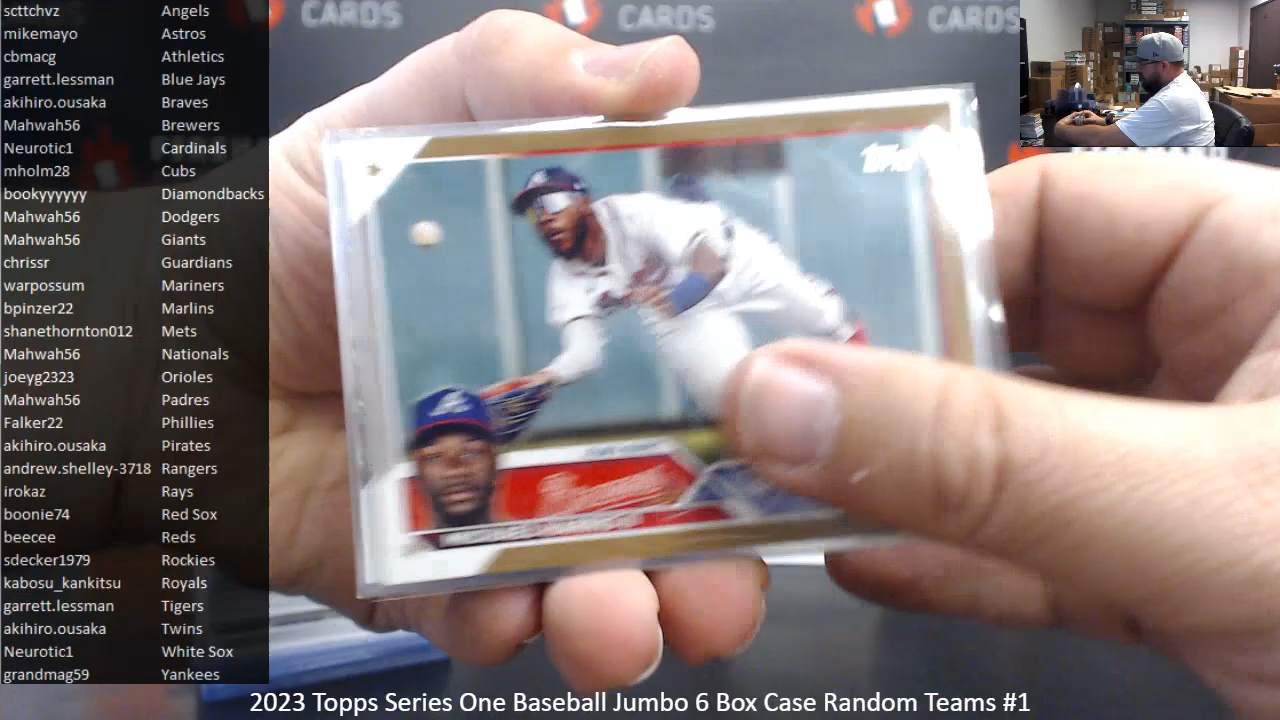 CARDS CARDS CARDS
scttchvz Angels
mikemayo Astros
cbmacg Athletics
garrett.lessman Blue Jays
akihiro.ousaka Braves
Mahwah56 Brewers
Neurotic1 Cardinals
mholm28 Cubs
bookyyyyyy Diamondbacks
Mahwah56 Dodgers
Mahwah56 Giants
chrissr Guardians
warpossum Mariners
bpinzer22 Marlins
shanethornton012 Mets
Mahwah56 Nationals
joeyg2323 Orioles
Mahwah56 Padres
Falker22 Phillies
akihiro.ousaka Pirates
andrew.shelley-3718 Rangers
irokaz Rays
boonie74 Red Sox
beecee Reds
sdecker1979 Rockies
kabosu_kankitsu Royals
garrett.lessman Tigers
akihiro.ousaka Twins
Neurotic1 White Sox
grandmag59 Yankees
Topps
Braves
2023 Topps Series One Baseball Jumbo 6 Box Case Random Teams #1